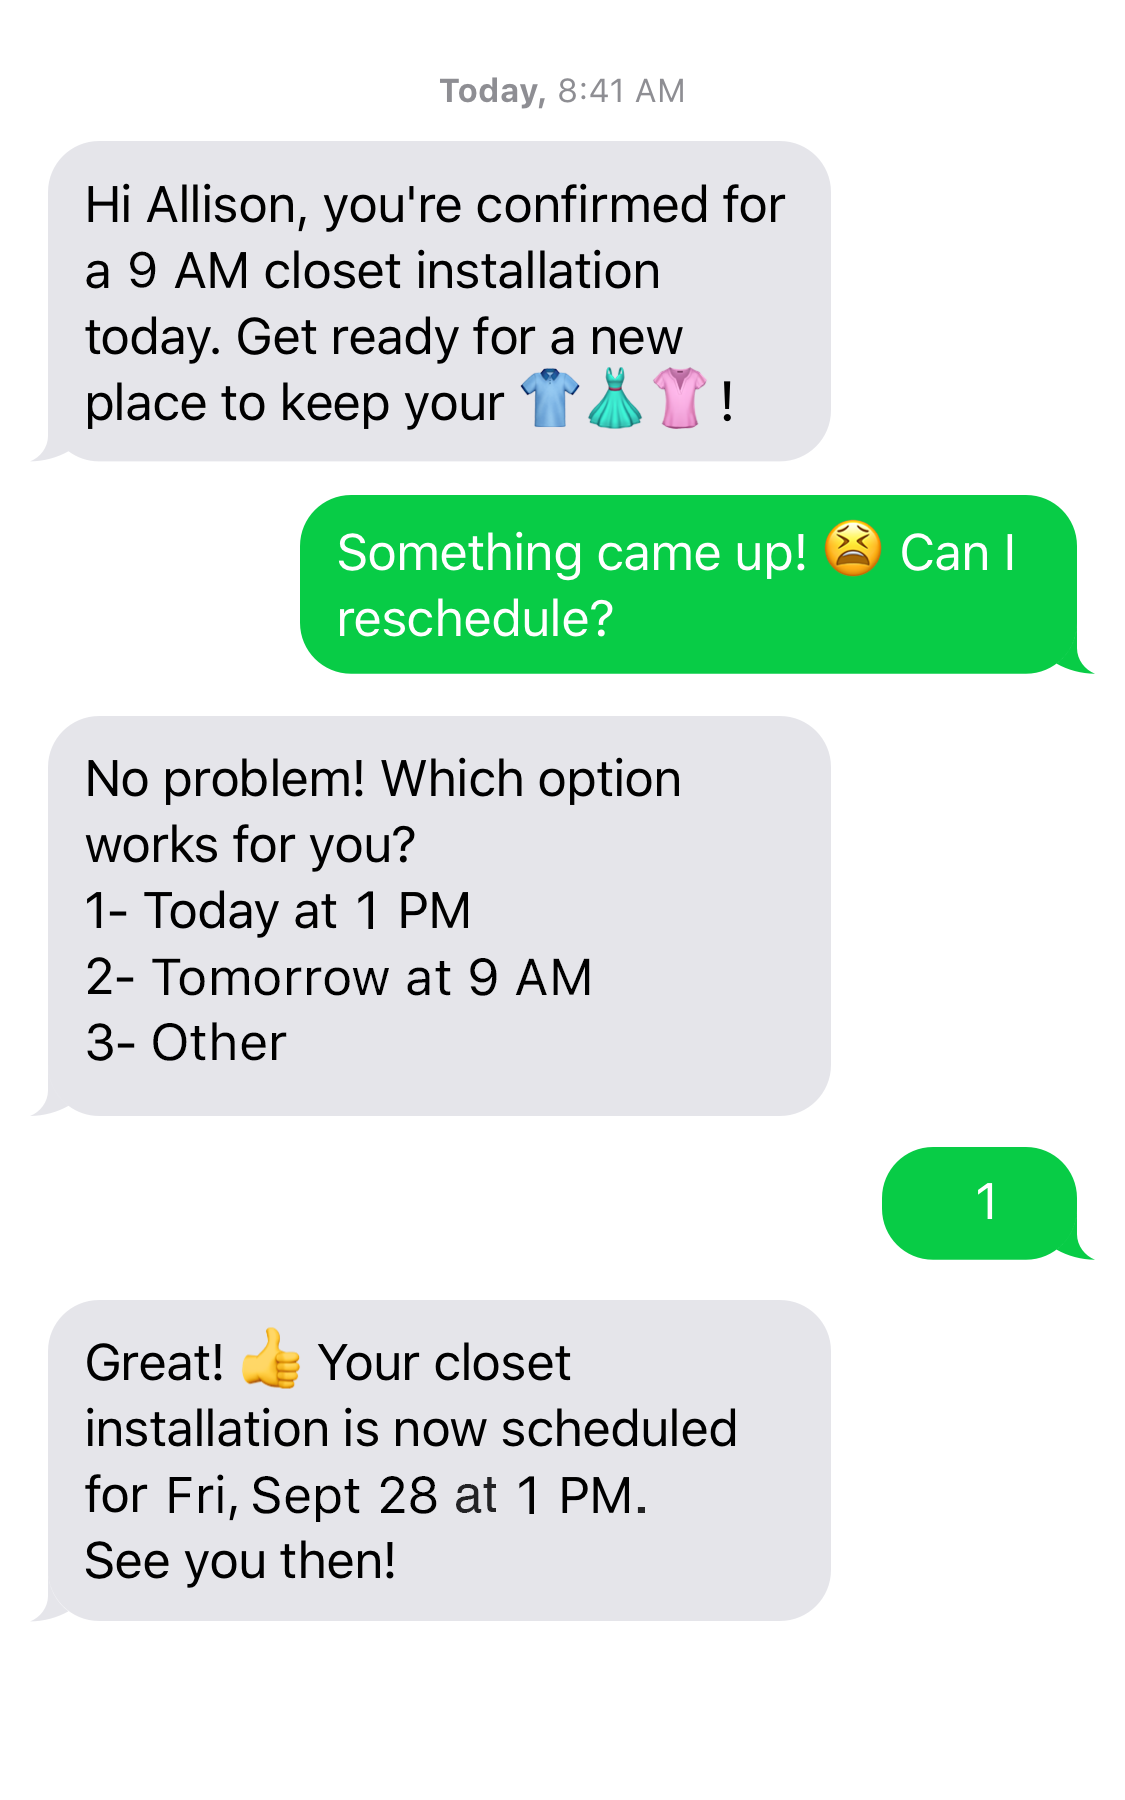 Today, 8:41 AM
Hi Allison, you're confirmed for
a 9 AM closet installation
today. Get ready for a new
place to keep your 👕👗👚 !
Something came up! 😫 Can I
reschedule?
No problem! Which option
works for you?
1- Today at 1 PM
2- Tomorrow at 9 AM
3- Other
1
Great! 👍 Your closet
installation is now scheduled
for Fri, Sept 28 at 1 PM.
See you then!